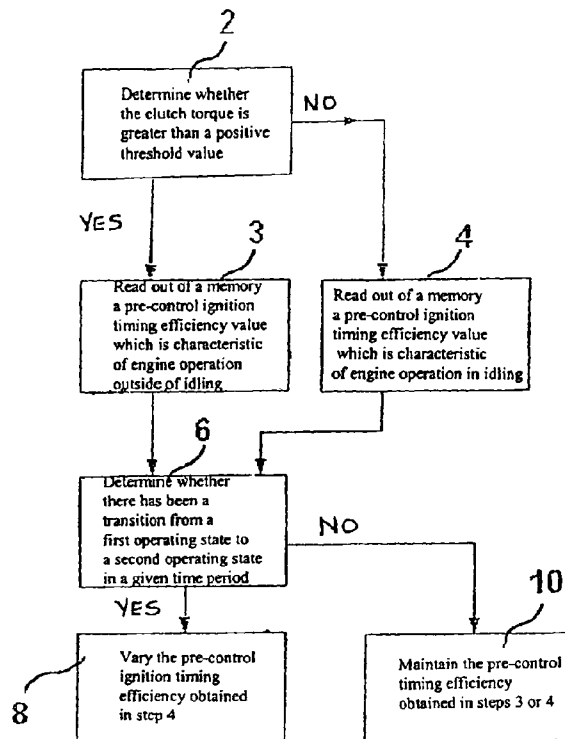 2
Determine whether
the clutch torque is
greater than a positive
threshold value
NO
YES
3
4
Read out of a memory
a pre-control ignition
timing efficiency value
which is characteristic
of engine operation
outside of idling
Read out of a memory
a pre-control ignition
timing efficiency value
which is characteristic
of engine operation in idling
6
Determine whether
there has been a
transition from a
first operating state to
a second operating state
in a given time period
NO
YES
10
Vary the pre-control
ignition timing
efficiency obtained
in step 4
8
Maintain the pre-control
timing efficiency
obtained in steps 3 or 4